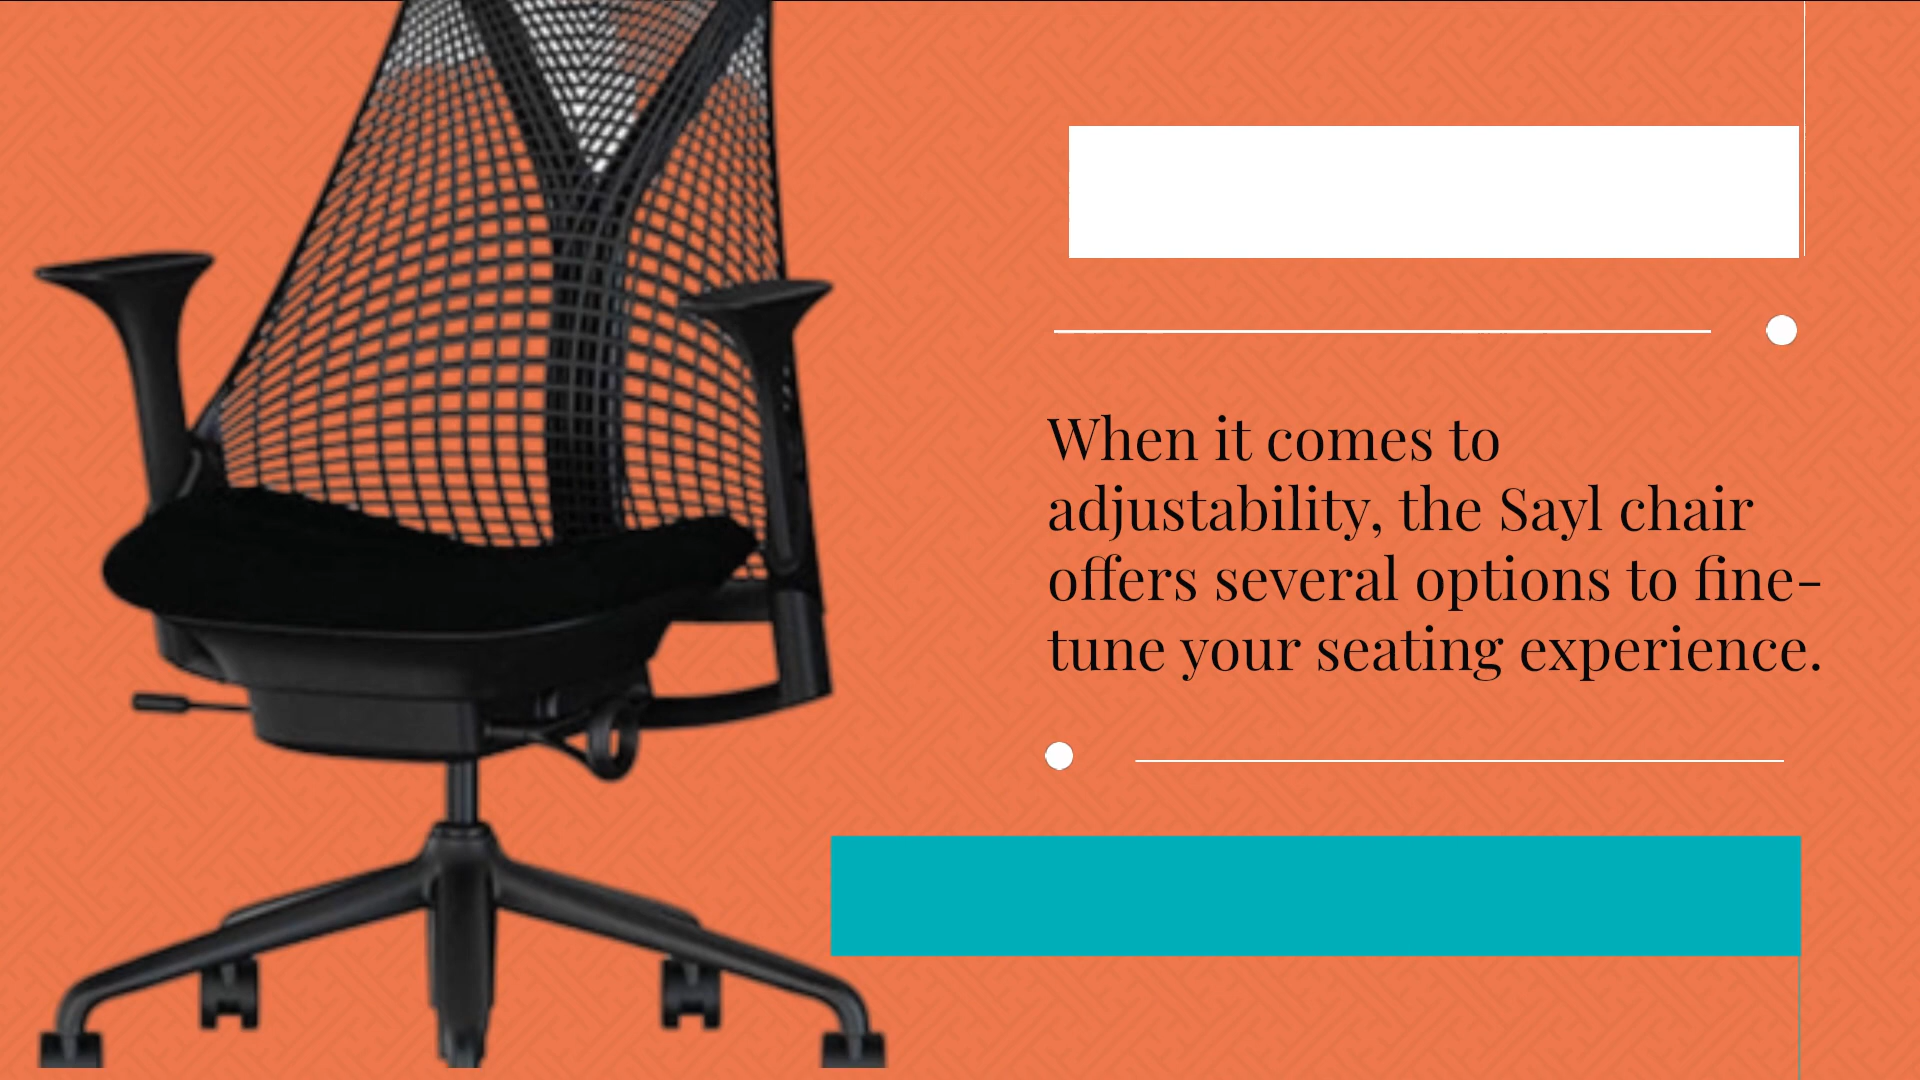 When it comes to
adjustability, the Sayl chair
offers several options to fine-
tune your seating experience.